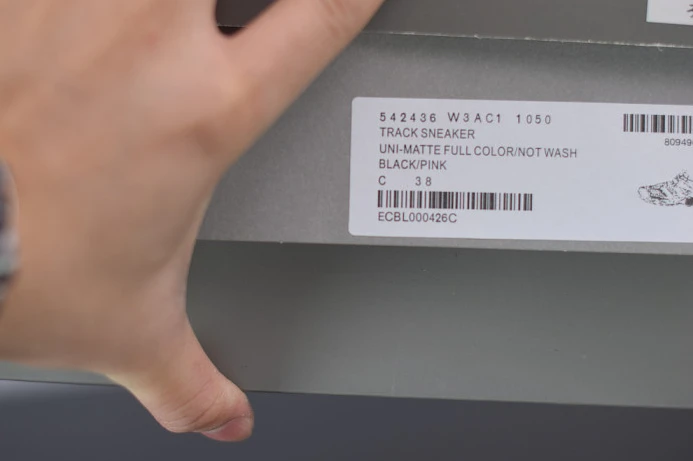 542436 W3AC1 1050
TRACK SNEAKER
UNI-MATTE FULL COLOR/NOT WASH
BLACK/PINK
C 38
ECBL000426C